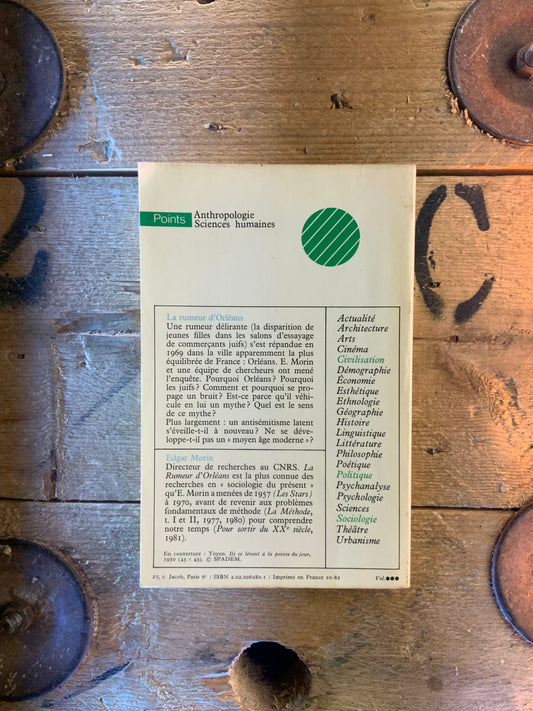 Points
Anthropologie
Sciences humaines
La rumeur d'Orléans
Une rumeur délirante (la disparition de
jeunes filles dans les salons d'essayage
de commerçants juifs) s'est répandue en
1969 dans la ville apparemment la plus
équilibrée de France : Orléans. E. Morin
et une équipe de chercheurs ont mené
l'enquête. Pourquoi Orléans? Pourquoi
les juifs? Comment et pourquoi se pro-
page un bruit? Est-ce parce qu'il véhi-
cule en lui un mythe? Quel est le sens
de ce mythe?
Plus largement : un antisémitisme latent
s'éveille-t-il à nouveau? Ne se déve-
loppe-t-il pas un « moyen âge moderne »?
Edgar Morin
Directeur de recherches au CNRS. La
Rumeur d'Orléans est la plus connue des
recherches en « sociologie du présent »
qu'E. Morin a menées de 1957 (Les Stars)
à 1970, avant de revenir aux problèmes
fondamentaux de méthode (La Méthode,
t. I et II, 1977, 1980) pour comprendre
notre temps (Pour sortir du XXe siècle,
1981).
En couverture : Toyen. Ils se lèvent à la pointe du jour,
1950 (43 × 43). © SPADEM.
Actualité
Architecture
Arts
Cinéma
Civilisation
Démographie
Économie
Esthétique
Ethnologie
Géographie
Histoire
Linguistique
Littérature
Philosophie
Poétique
Politique
Psychanalyse
Psychologie
Sciences
Sociologie
Théâtre
Urbanisme
27, r. Jacob, Paris 6e / ISBN 2.02.006280.1 / Imprimé en France 10-82
Vol.●●●